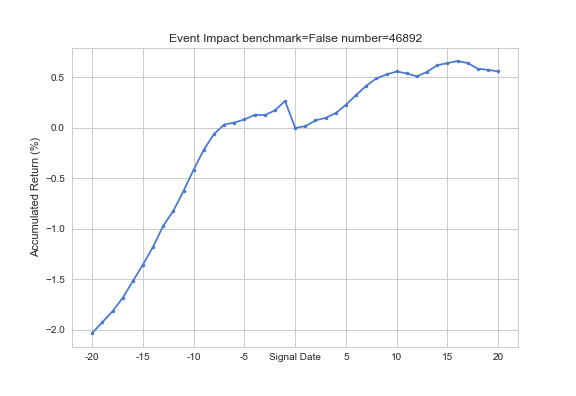 Event Impact benchmark=False number=46892
Accumulated Return (%)
0.5
0.0
−0.5
−1.0
−1.5
−2.0
-20 -15 -10 -5 Signal Date 5 10 15 20